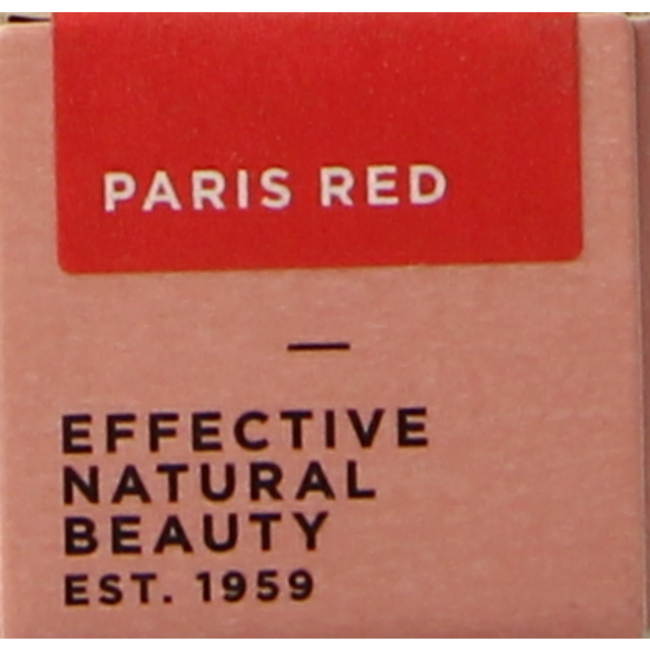 PARIS RED
EFFECTIVE
NATURAL
BEAUTY
EST. 1959